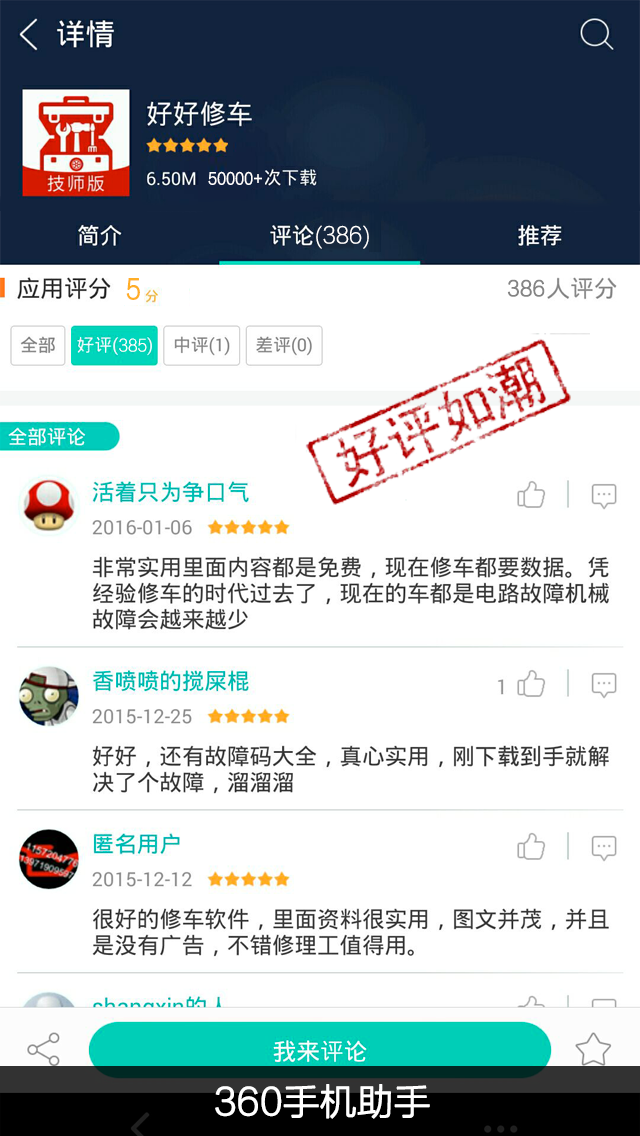 详情
好好修车
技师版
6.50M 50000+次下载
简介 评论(386) 推荐
应用评分 5分 386人评分
全部 好评(385) 中评(1) 差评(0)
好评如潮
全部评论
活着只为争口气
2016-01-06
非常实用里面内容都是免费，现在修车都要数据。凭
经验修车的时代过去了，现在的车都是电路故障机械
故障会越来越少
香喷喷的搅屎棍
2015-12-25
1
好好，还有故障码大全，真心实用，刚下载到手就解
决了个故障，溜溜溜
匿名用户
2015-12-12
很好的修车软件，里面资料很实用，图文并茂，并且
是没有广告，不错修理工值得用。
shangxin的人
我来评论
360手机助手